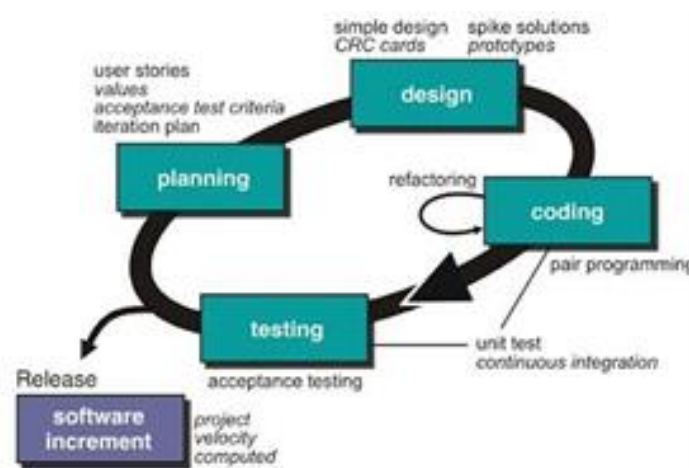 simple design
CRC cards
spike solutions
prototypes
design
user stories
values
acceptance test criteria
iteration plan
planning
refactoring
coding
pair programming
testing
unit test
continuous integration
acceptance testing
Release
software
increment
project
velocity
computed